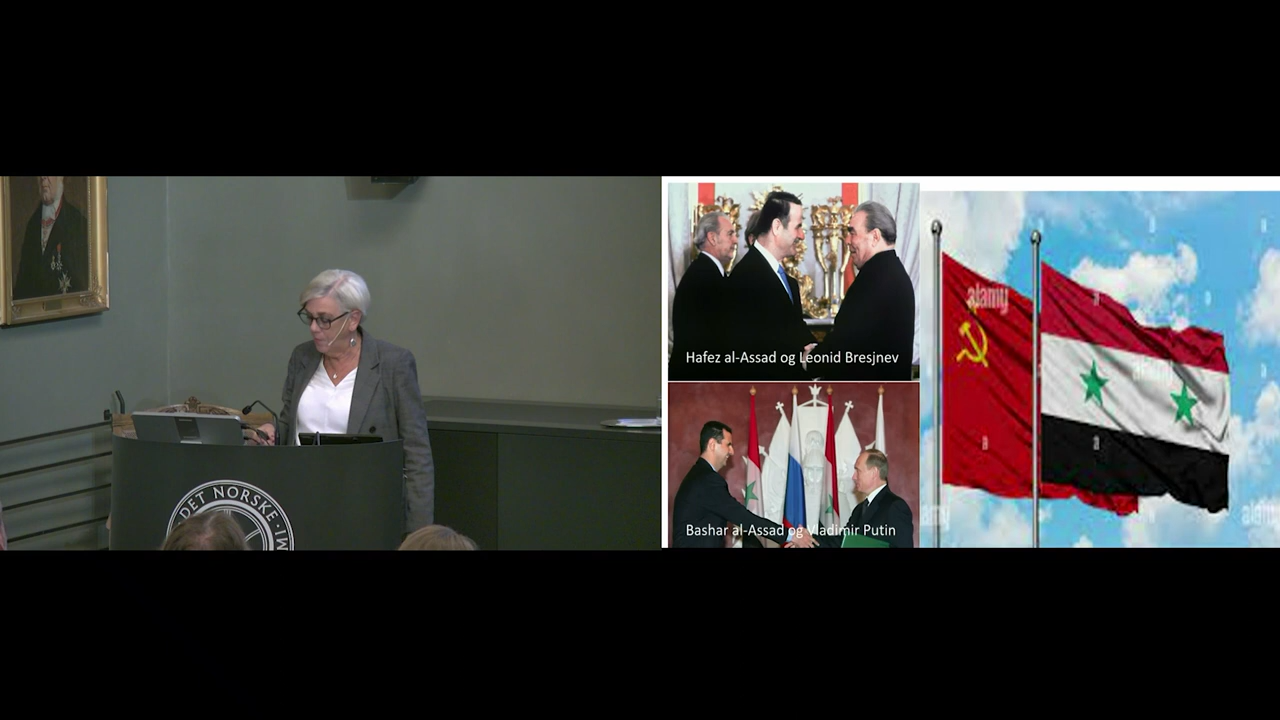 DET NORSKE
Hafez al-Assad og Leonid Bresjnev
Bashar al-Assad og Vladimir Putin
alamy
a
a
a
a
alamy